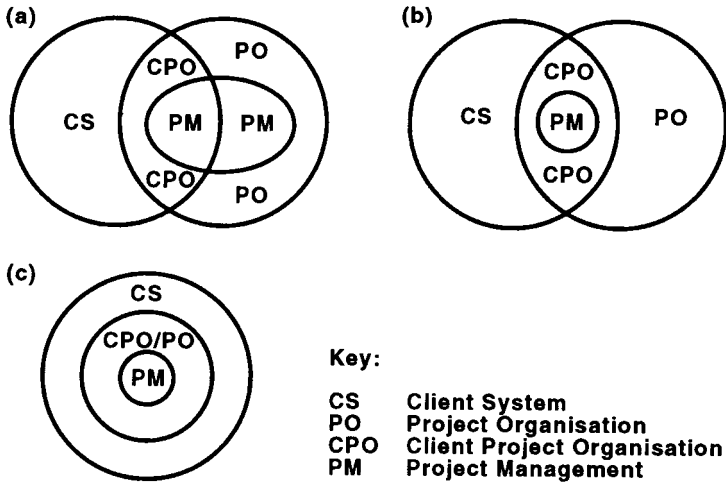 (a)
PO
CPO
CS
PM
PM
CPO
PO
(b)
CPO
CS
PM
PO
CPO
(c)
CS
CPO/PO
PM
Key:
CS Client System
PO Project Organisation
CPO Client Project Organisation
PM Project Management